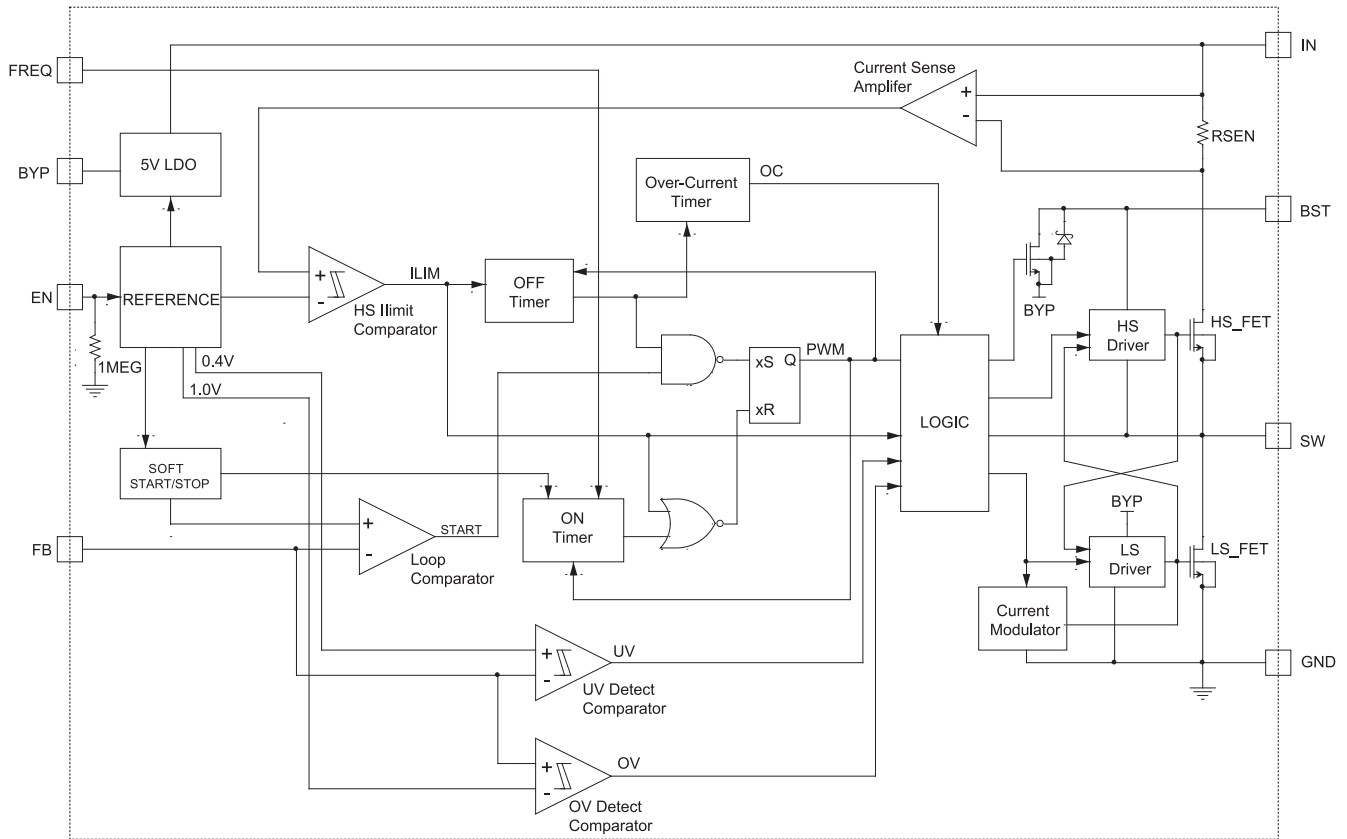 IN
FREQ
Current Sense
Amplifer
+
-
RSEN
5V LDO
BYP
Over-Current
Timer
OC
BST
REFERENCE
EN
+
-
HS Ilimit
Comparator
ILIM
OFF
Timer
BYP
1MEG
0.4V
1.0V
HS
Driver
HS_FET
xS
Q
xR
PWM
LOGIC
SW
SOFT
START/STOP
+
-
START
Loop
Comparator
ON
Timer
FB
BYP
LS
Driver
LS_FET
Current
Modulator
+
-
UV
UV Detect
Comparator
GND
+
-
OV
OV Detect
Comparator